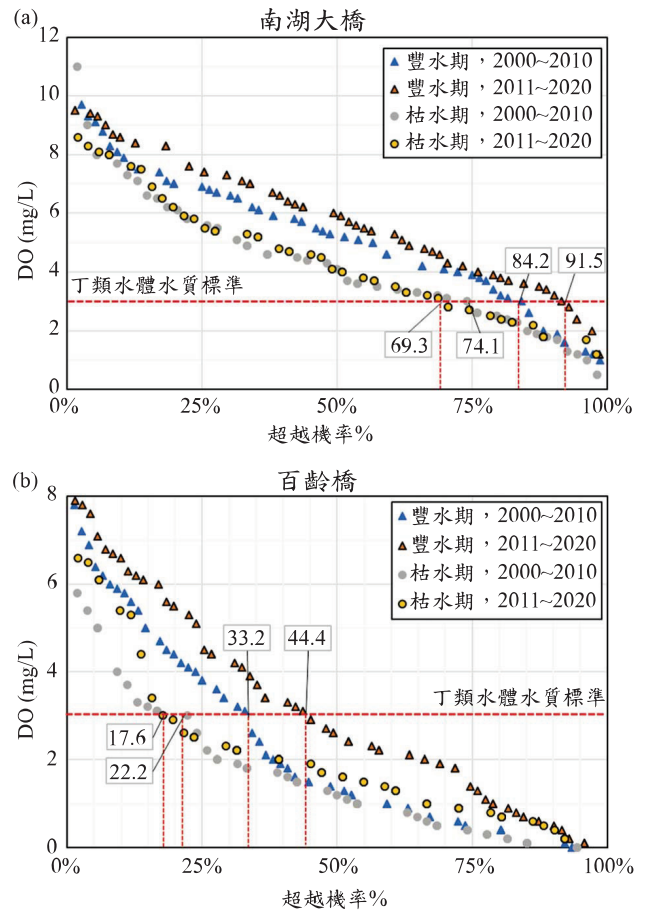 (a)
南湖大橋
12
10
8
6
4
2
0
DO (mg/L)
豐水期，2000~2010
豐水期，2011~2020
枯水期，2000~2010
枯水期，2011~2020
丁類水體水質標準
84.2
91.5
69.3
74.1
0% 25% 50% 75% 100%
超越機率%
(b)
百齡橋
8
6
4
2
0
DO (mg/L)
豐水期，2000~2010
豐水期，2011~2020
枯水期，2000~2010
枯水期，2011~2020
33.2
44.4
丁類水體水質標準
17.6
22.2
0% 25% 50% 75% 100%
超越機率%